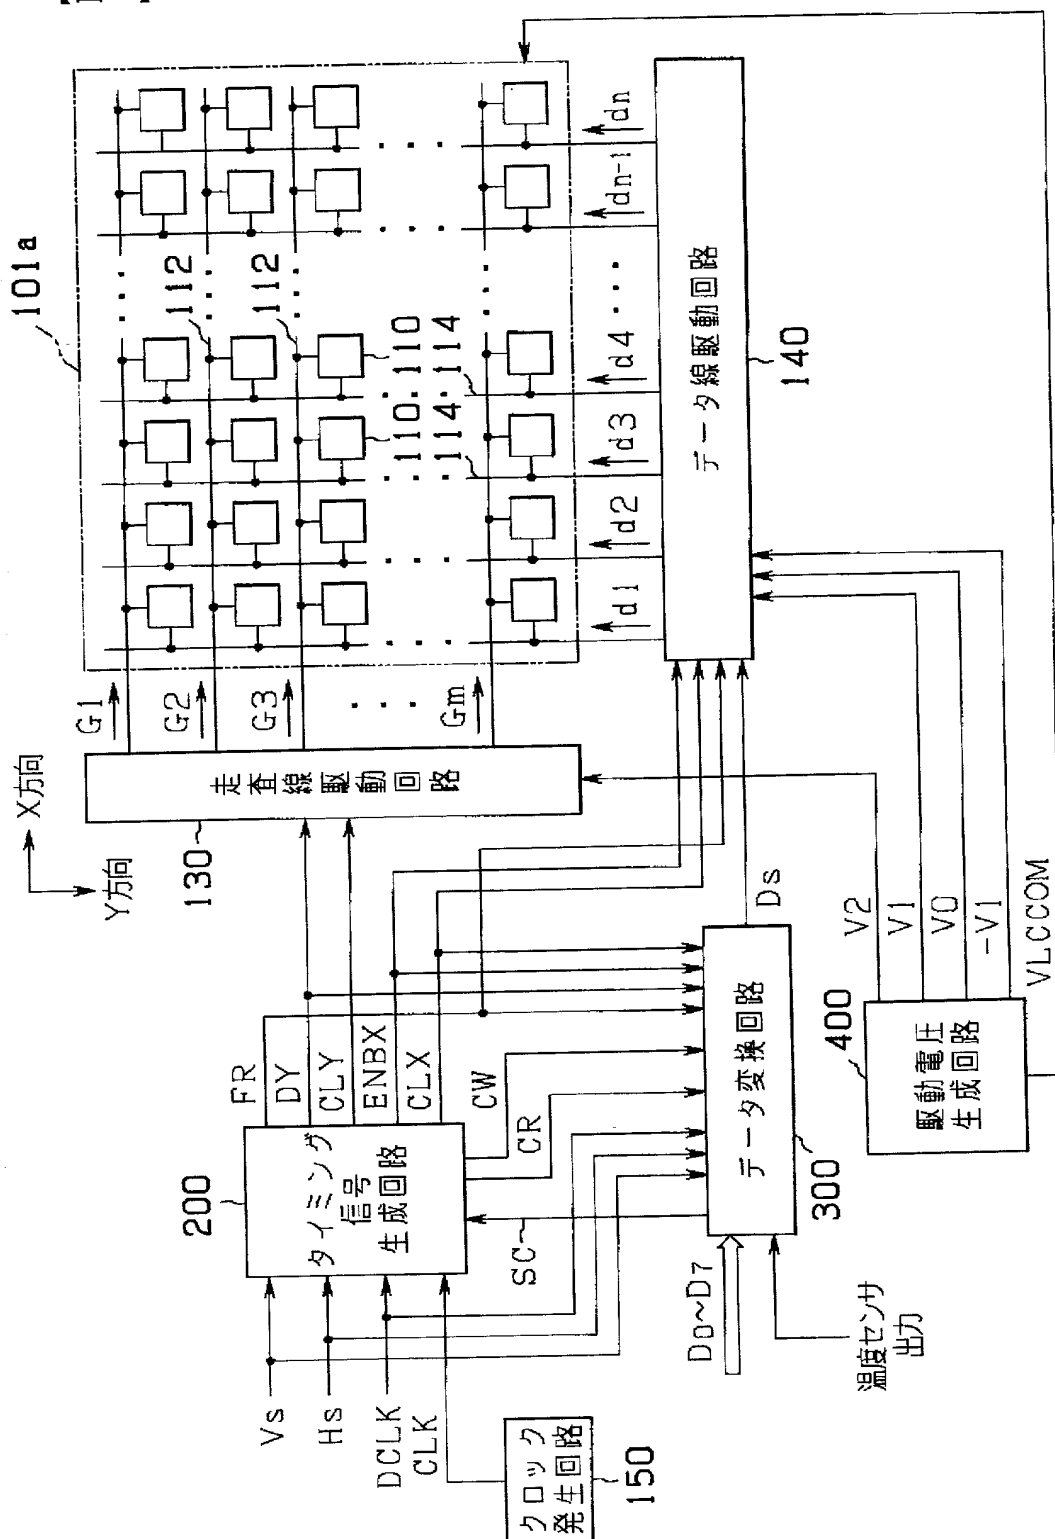 101a
X方向
Y方向
G1
G2
G3
Gm
112
112
110
110
114
114
d1
d2
d3
d4
dn-1
dn
走査線駆動回路
130
データ線駆動回路
140
FR
DY
CLY
ENBX
CLX
CW
CR
タイミング
信号
生成回路
200
Vs
Hs
DCLK
CLK
クロック
発生回路
150
SC
D0~D7
温度センサ
出力
データ変換回路
300
Ds
駆動電圧
生成回路
400
V2
V1
V0
-V1
VLCCOM